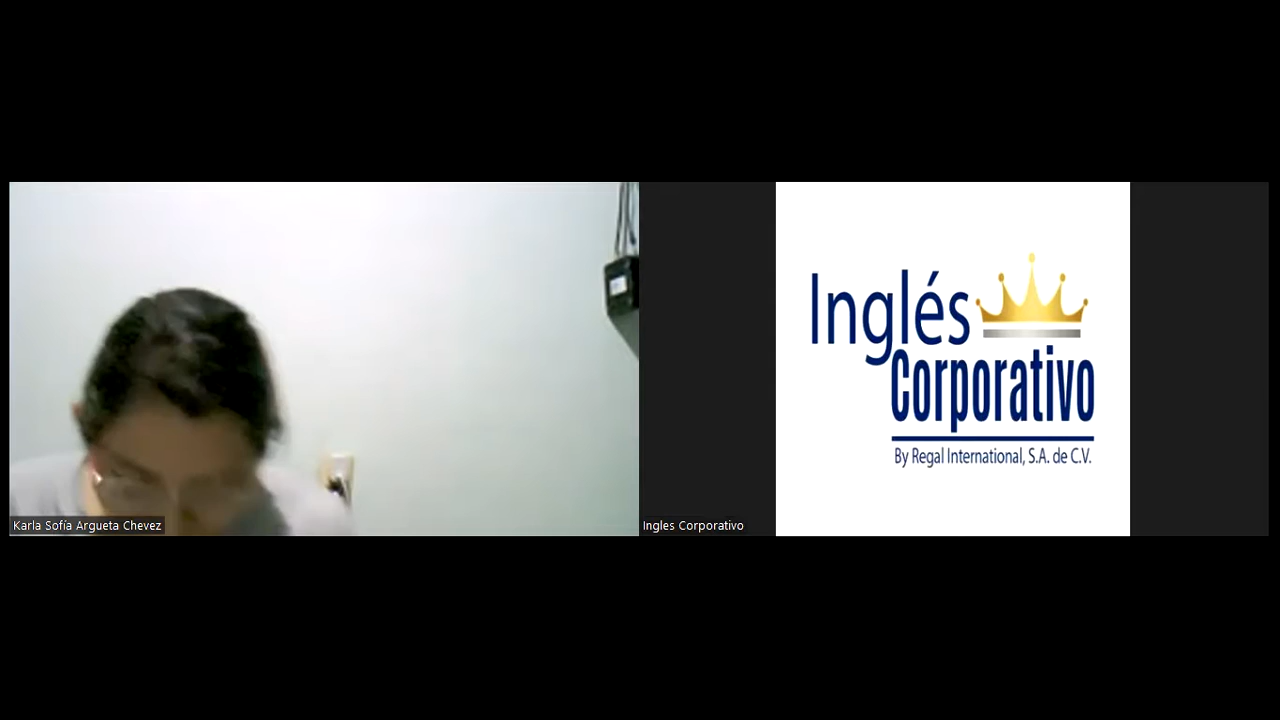 Inglés
Corporativo
By Regal International, S.A. de C.V.
Karla Sofía Argueta Chevez
Ingles Corporativo